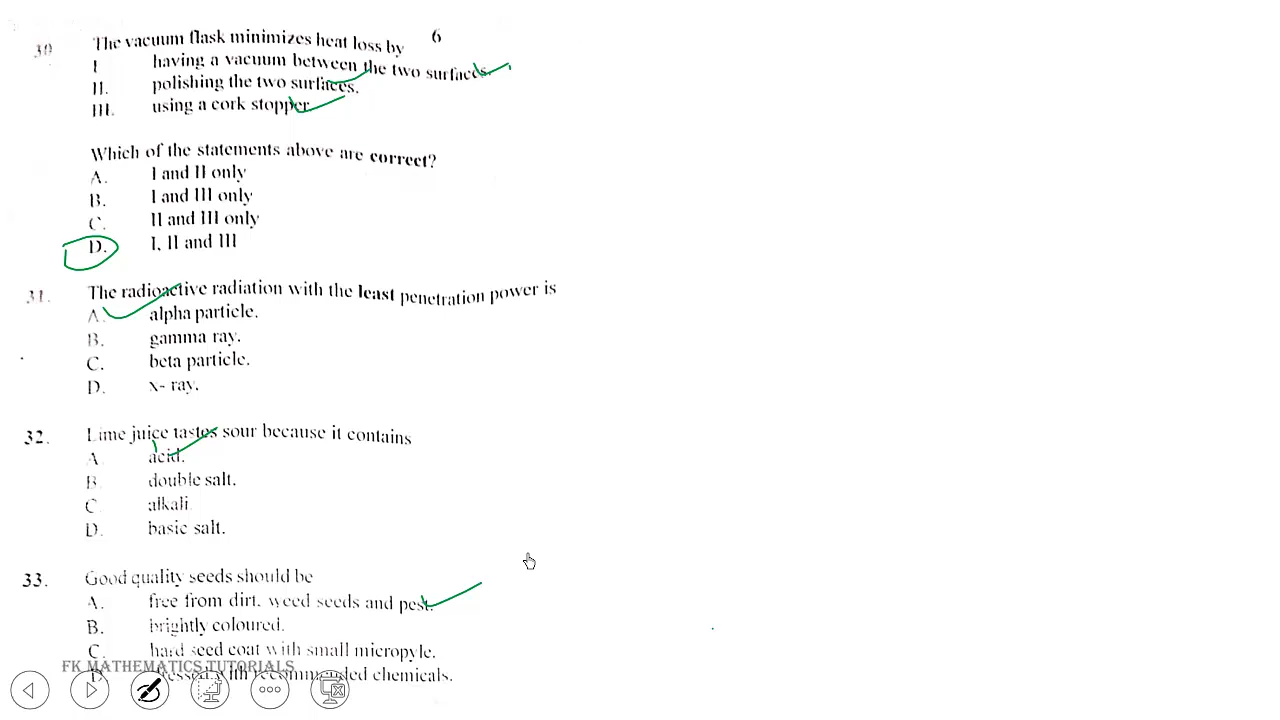 6
30. The vacuum flask minimizes heat loss by
I having a vacuum between the two surfaces.
II. polishing the two surfaces.
III. using a cork stopper
Which of the statements above are correct?
A. I and II only
B. I and III only
C. II and III only
D. I, II and III
31. The radioactive radiation with the least penetration power is
A. alpha particle.
B. gamma ray.
C. beta particle.
D. x- ray.
32. Lime juice tastes sour because it contains
A acid.
B. double salt.
C alkali
D. basic salt.
33. Good quality seeds should be
A. free from dirt. weed seeds and pest.
B. brightly coloured.
C. hard seed coat with small micropyle.
FK MATHEMATICS TUTORIALS
with recommended chemicals.